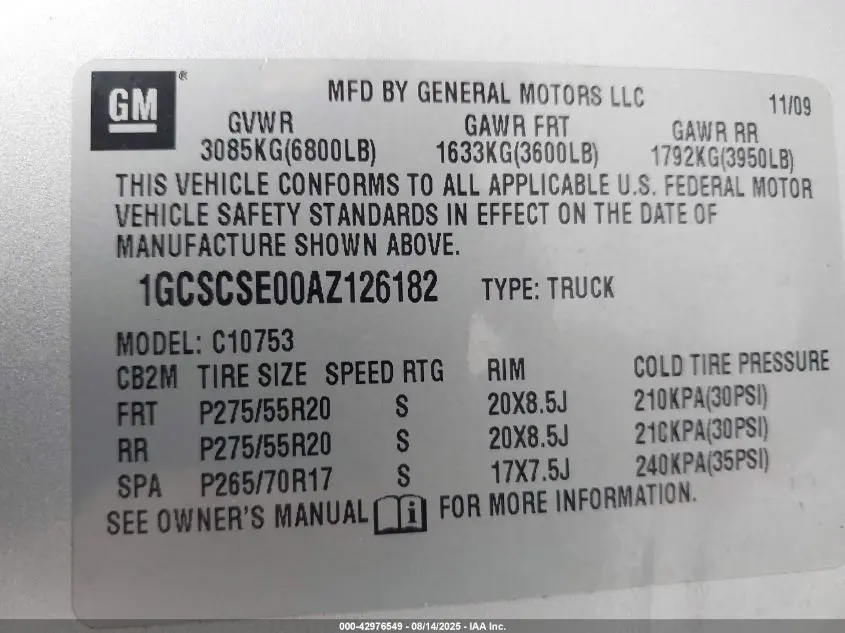 GM ®
MFD BY GENERAL MOTORS LLC 11/09
GVWR GAWR FRT GAWR RR
3085KG(6800LB) 1633KG(3600LB) 1792KG(3950LB)
THIS VEHICLE CONFORMS TO ALL APPLICABLE U.S. FEDERAL MOTOR
VEHICLE SAFETY STANDARDS IN EFFECT ON THE DATE OF
MANUFACTURE SHOWN ABOVE.
1GCSCSE00AZ126182 TYPE: TRUCK
MODEL: C10753
CB2M TIRE SIZE SPEED RTG RIM COLD TIRE PRESSURE
FRT P275/55R20 S 20X8.5J 210KPA(30PSI)
RR P275/55R20 S 20X8.5J 210KPA(30PSI)
SPA P265/70R17 S 17X7.5J 240KPA(35PSI)
SEE OWNER'S MANUAL i FOR MORE INFORMATION.
000-42976549 - 08/14/2025 - IAA Inc.